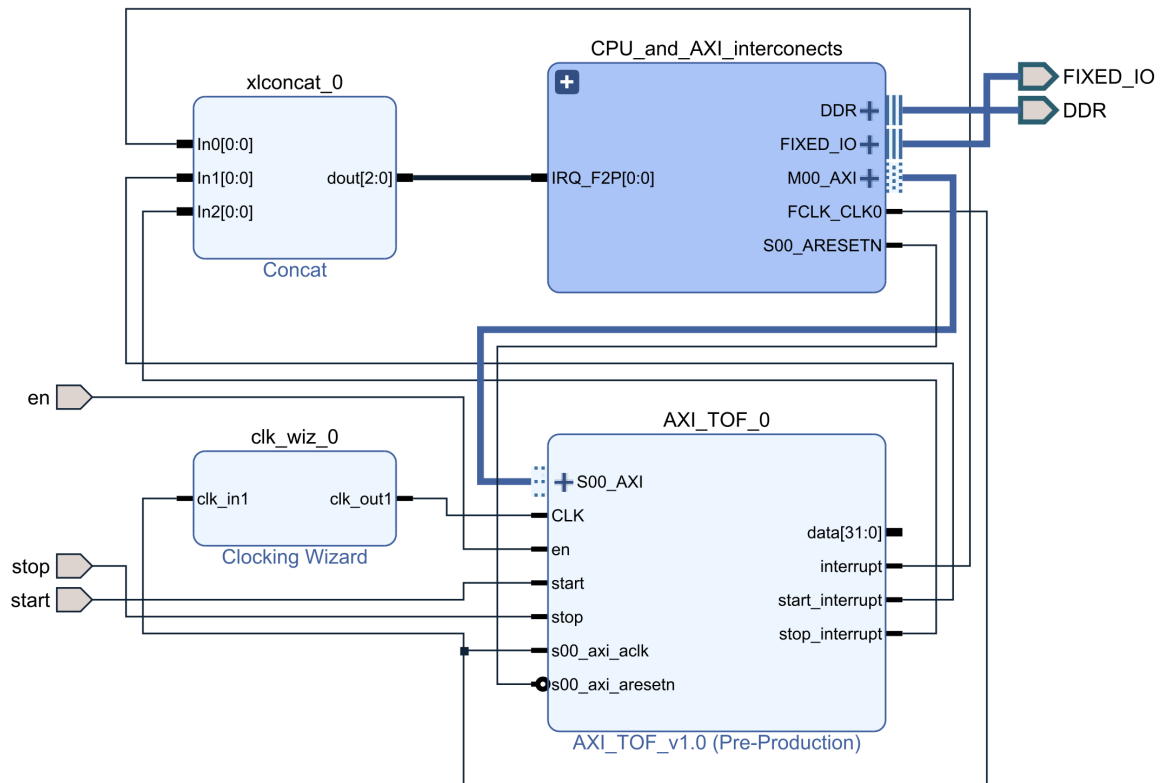 xlconcat_0
In0[0:0]
In1[0:0]
In2[0:0]
dout[2:0]
Concat
CPU_and_AXI_interconects
IRQ_F2P[0:0]
DDR
FIXED_IO
M00_AXI
FCLK_CLK0
S00_ARESETN
FIXED_IO
DDR
en
stop
start
clk_wiz_0
clk_in1
clk_out1
Clocking Wizard
AXI_TOF_0
S00_AXI
CLK
en
start
stop
s00_axi_aclk
s00_axi_aresetn
data[31:0]
interrupt
start_interrupt
stop_interrupt
AXI_TOF_v1.0 (Pre-Production)